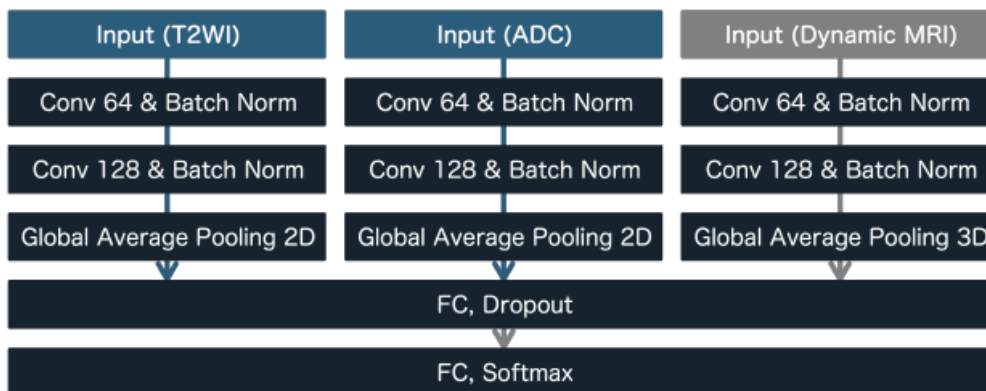 Input (T2WI)
Input (ADC)
Input (Dynamic MRI)
Conv 64 & Batch Norm
Conv 64 & Batch Norm
Conv 64 & Batch Norm
Conv 128 & Batch Norm
Conv 128 & Batch Norm
Conv 128 & Batch Norm
Global Average Pooling 2D
Global Average Pooling 2D
Global Average Pooling 3D
FC, Dropout
FC, Softmax